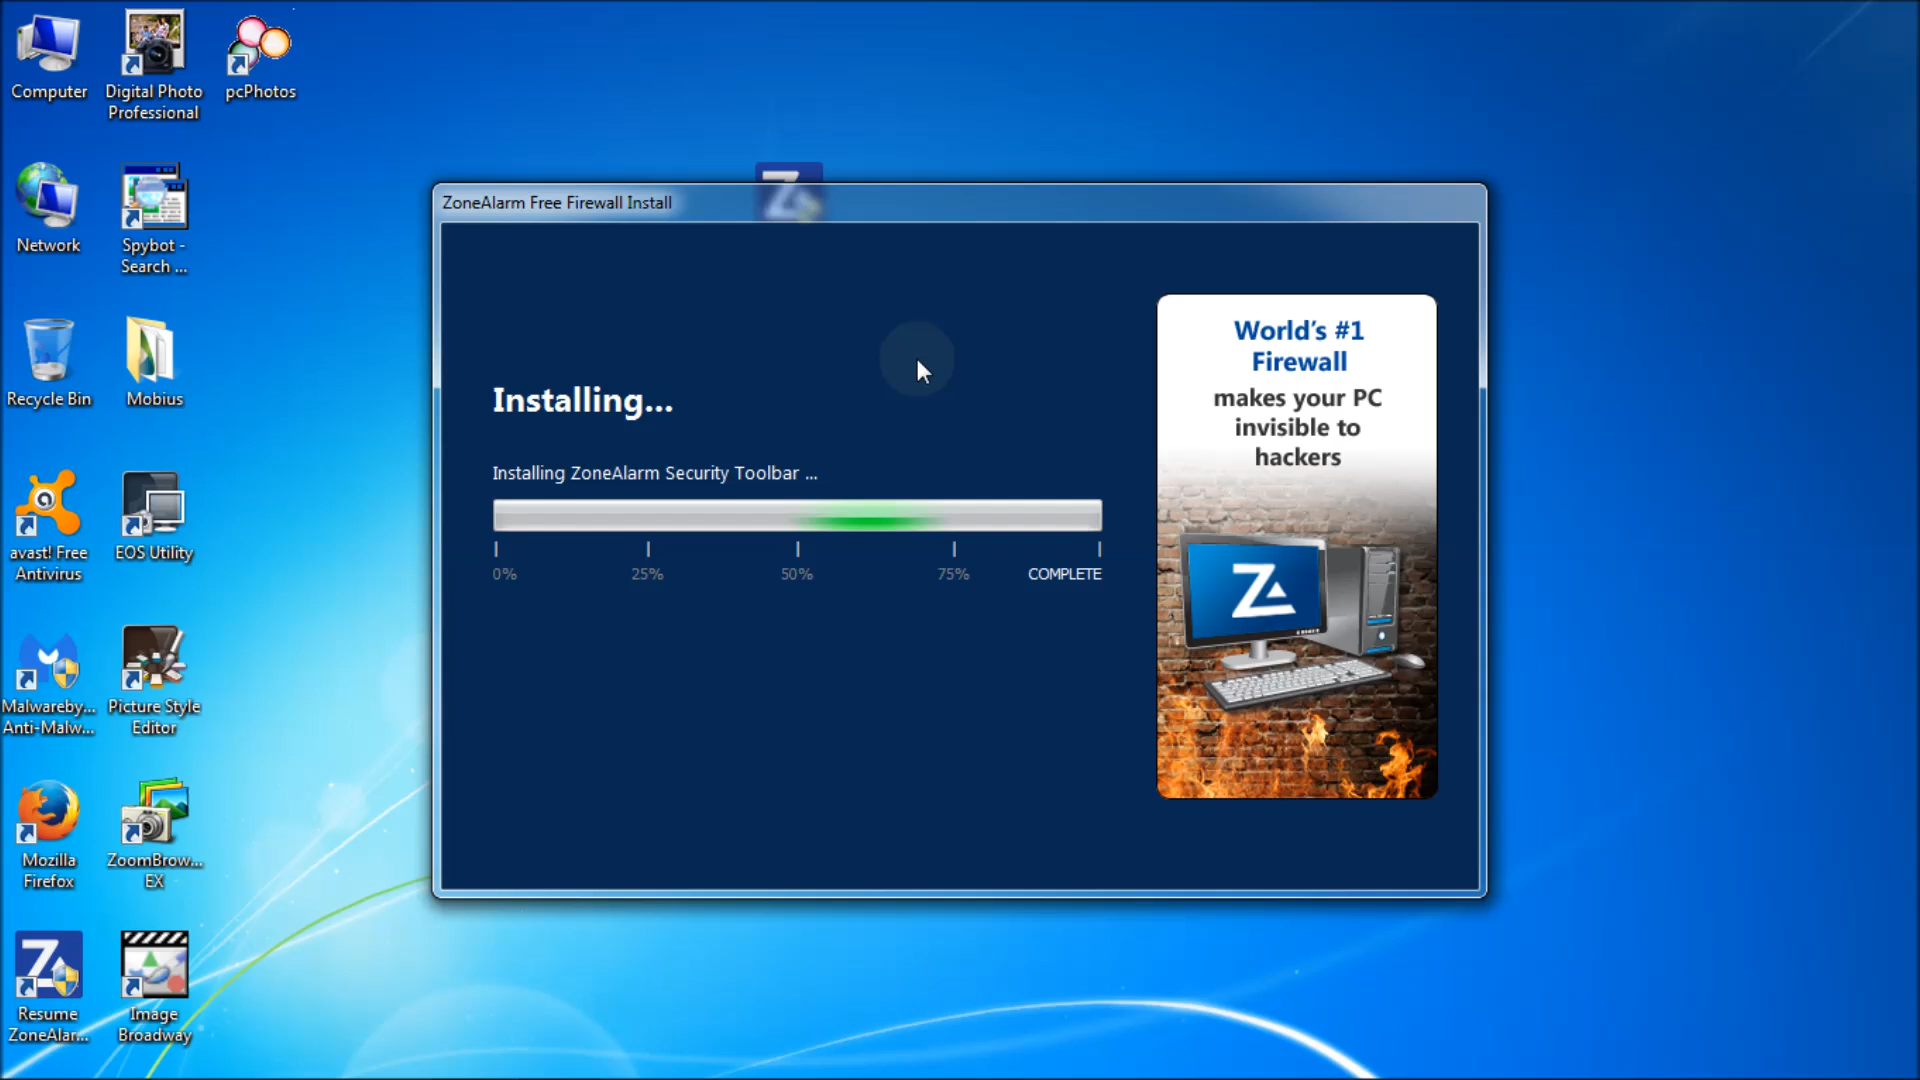 Computer
Digital Photo
Professional
pcPhotos
Network
Spybot -
Search ...
Recycle Bin
Mobius
avast! Free
Antivirus
EOS Utility
Malwareby...
Anti-Malw...
Picture Style
Editor
Mozilla
Firefox
ZoomBrow...
EX
Resume
ZoneAlar...
Image
Broadway
ZoneAlarm Free Firewall Install
Installing...
Installing ZoneAlarm Security Toolbar ...
0% 25% 50% 75% COMPLETE
World's #1
Firewall
makes your PC
invisible to
hackers